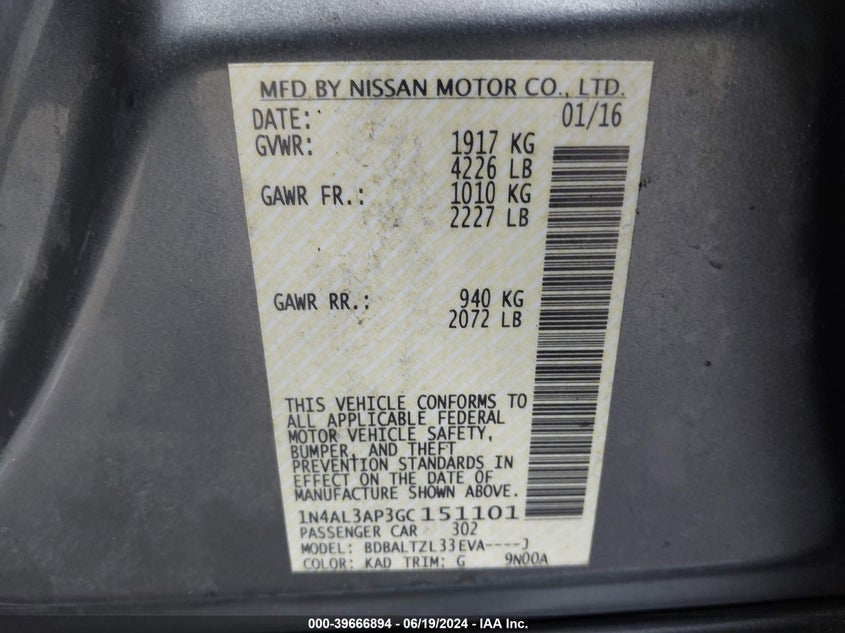 MFD BY NISSAN MOTOR CO., LTD.
DATE: 01/16
GVWR: 1917 KG
4226 LB
GAWR FR.: 1010 KG
2227 LB
GAWR RR.: 940 KG
2072 LB
THIS VEHICLE CONFORMS TO
ALL APPLICABLE FEDERAL
MOTOR VEHICLE SAFETY,
BUMPER, AND THEFT
PREVENTION STANDARDS IN
EFFECT ON THE DATE OF
MANUFACTURE SHOWN ABOVE.
1N4AL3AP3GC151101
PASSENGER CAR 302
MODEL: BDBALTZL33EVA----J
COLOR: KAD TRIM: G 9N00A
000-39666894 - 06/19/2024 - IAA Inc.